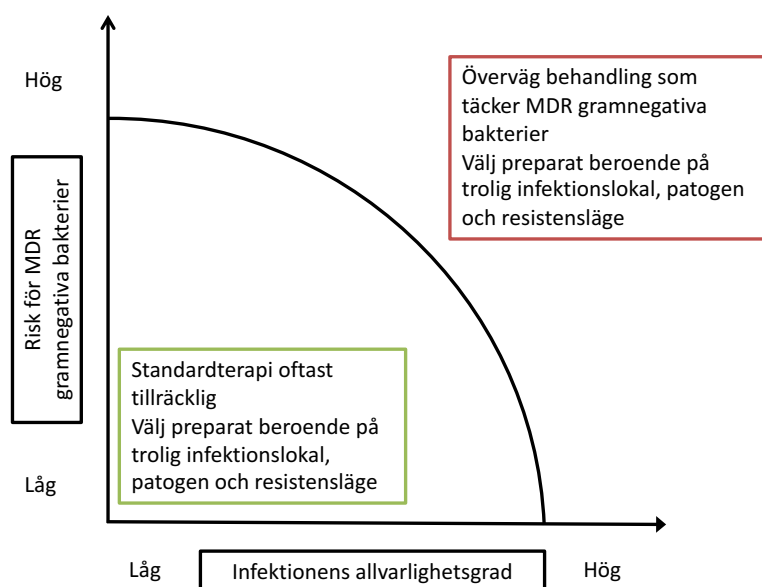 Hög
Överväg behandling som
täcker MDR gramnegativa
bakterier
Välj preparat beroende på
trolig infektionslokal, patogen
och resistensläge
Risk för MDR
gramnegativa bakterier
Standardterapi oftast
tillräcklig
Välj preparat beroende på
trolig infektionslokal,
patogen och resistensläge
Låg
Låg
Infektionens allvarlighetsgrad
Hög